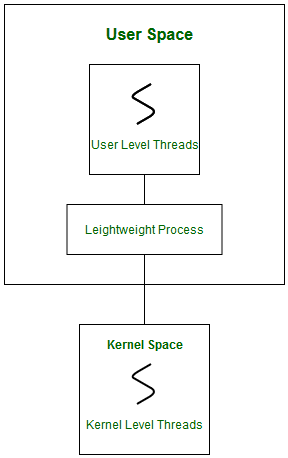 User Space
User Level Threads
Leightweight Process
Kernel Space
Kernel Level Threads